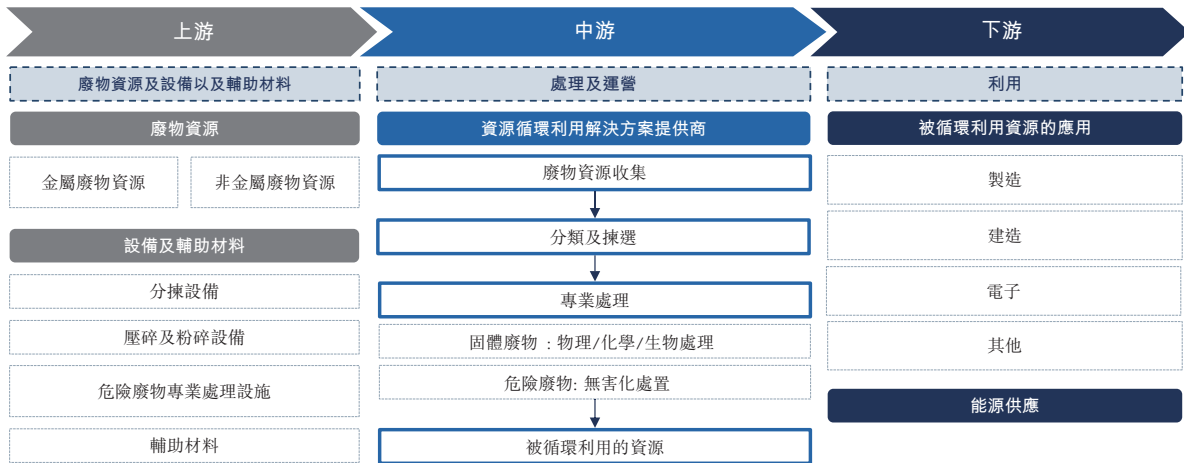 上游
中游
下游
廢物資源及設備以及輔助材料
處理及運營
利用
廢物資源
資源循環利用解決方案提供商
被循環利用資源的應用
金屬廢物資源
非金屬廢物資源
設備及輔助材料
分揀設備
壓碎及粉碎設備
危險廢物專業處理設施
輔助材料
廢物資源收集
分類及揀選
專業處理
固體廢物 : 物理/化學/生物處理
危險廢物: 無害化處置
被循環利用的資源
製造
建造
電子
其他
能源供應